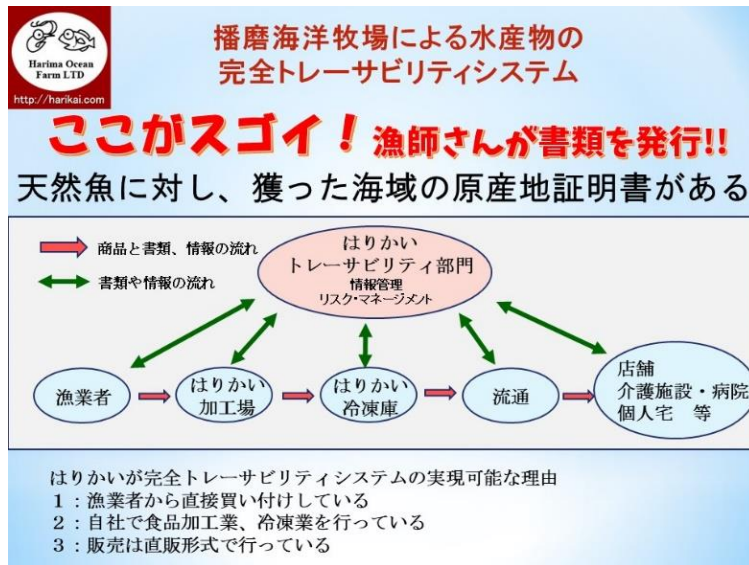 Harima Ocean
Farm LTD
http://harikai.com
播磨海洋牧場による水産物の
完全トレーサビリティシステム
ここがスゴイ！漁師さんが書類を発行!!
天然魚に対し、獲った海域の原産地証明書がある
商品と書類、情報の流れ
書類や情報の流れ
はりかい
トレーサビリティ部門
情報管理
リスク・マネージメント
漁業者
はりかい
加工場
はりかい
冷凍庫
流通
店舗
介護施設・病院
個人宅　等
はりかいが完全トレーサビリティシステムの実現可能な理由
１：漁業者から直接買い付けしている
２：自社で食品加工業、冷凍業を行っている
３：販売は直販形式で行っている